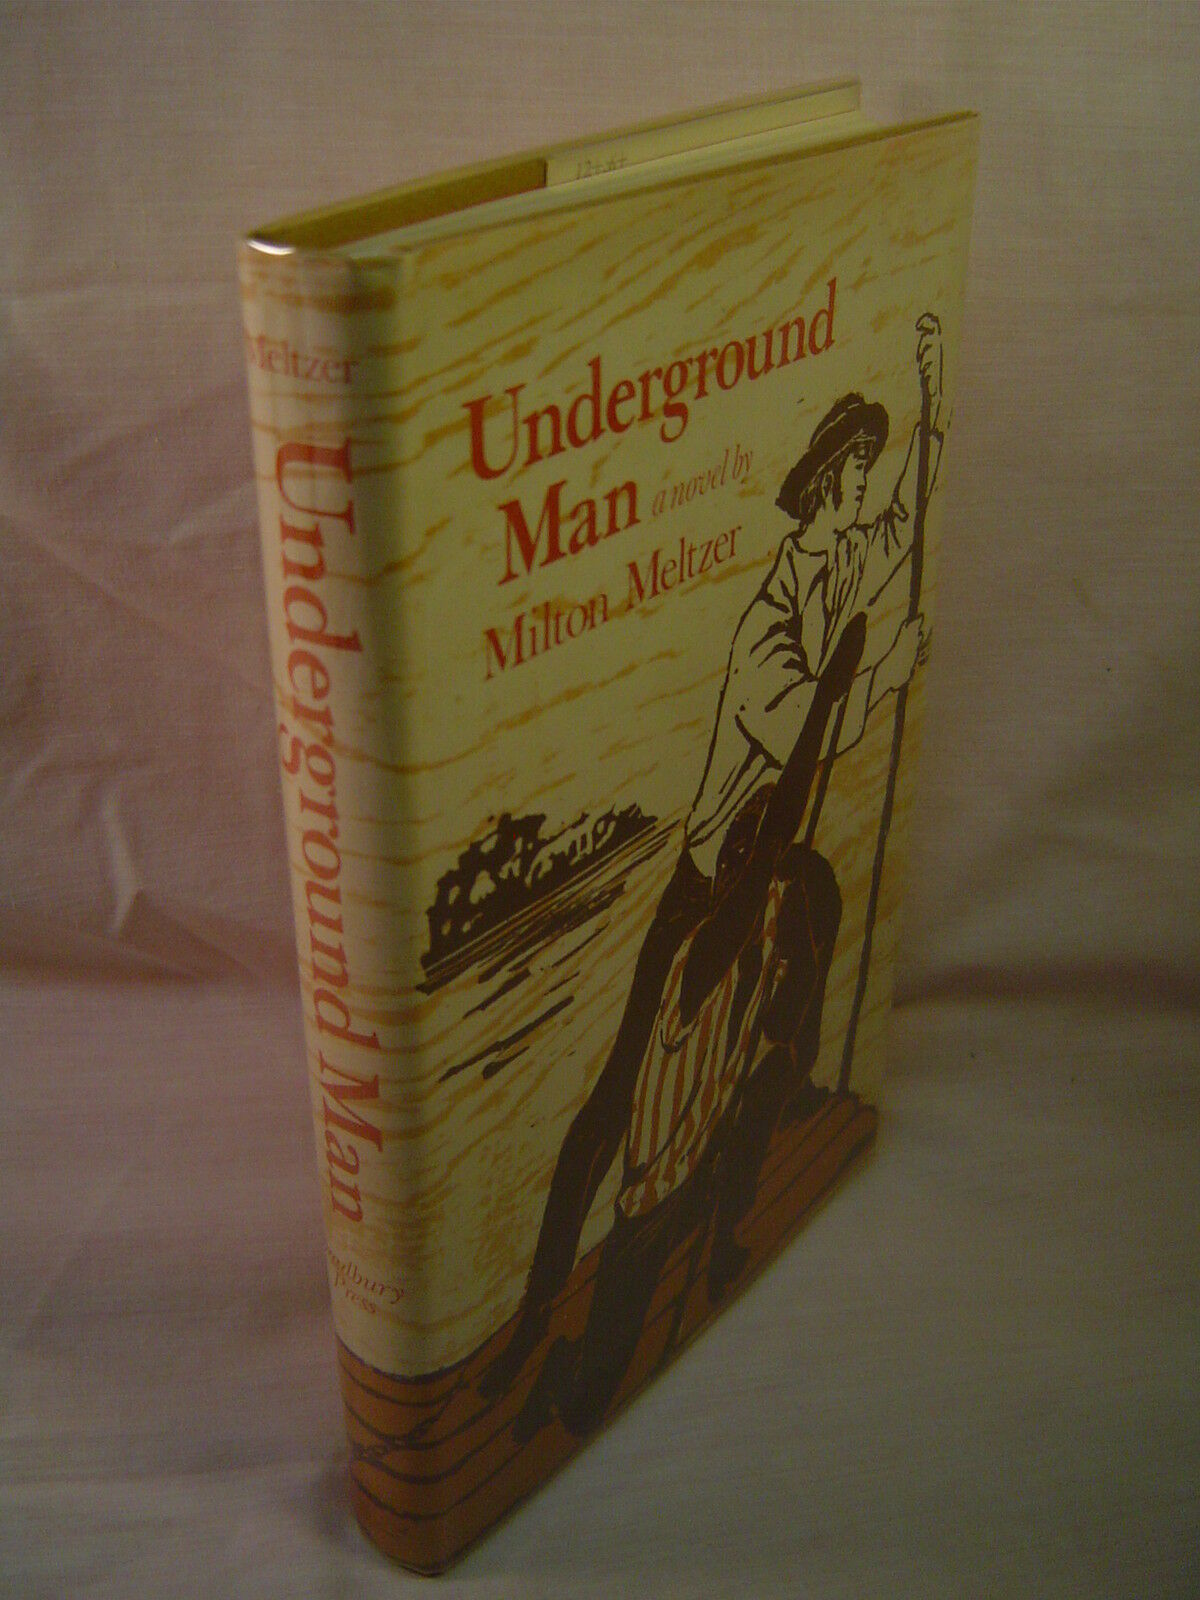 Underground
Man a novel by
Milton Meltzer
Meltzer
Underground Man
Bradbury
Press